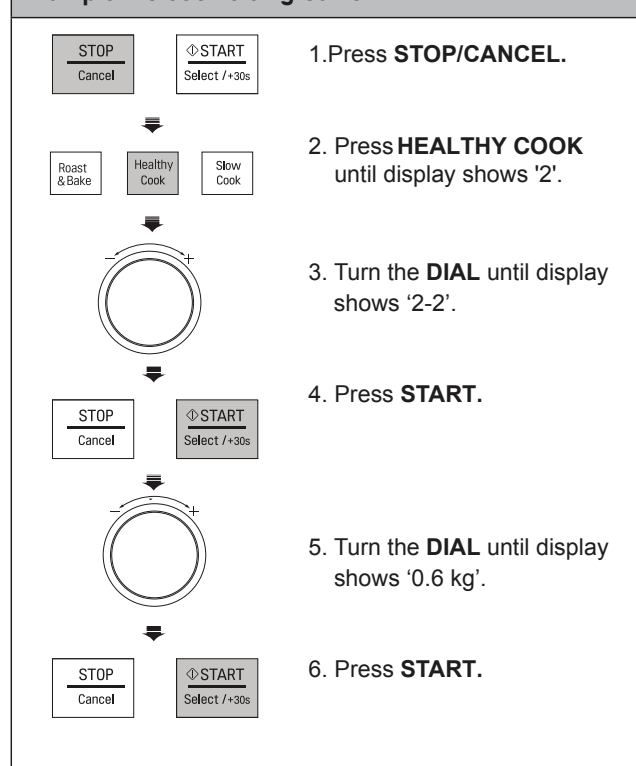 STOP
Cancel
START
Select / +30s
1.Press STOP/CANCEL.
Roast
& Bake
Healthy
Cook
Slow
Cook
2. Press HEALTHY COOK
until display shows '2'.
- +
3. Turn the DIAL until display
shows ‘2-2’.
STOP
Cancel
START
Select / +30s
4. Press START.
- +
5. Turn the DIAL until display
shows ‘0.6 kg’.
STOP
Cancel
START
Select / +30s
6. Press START.